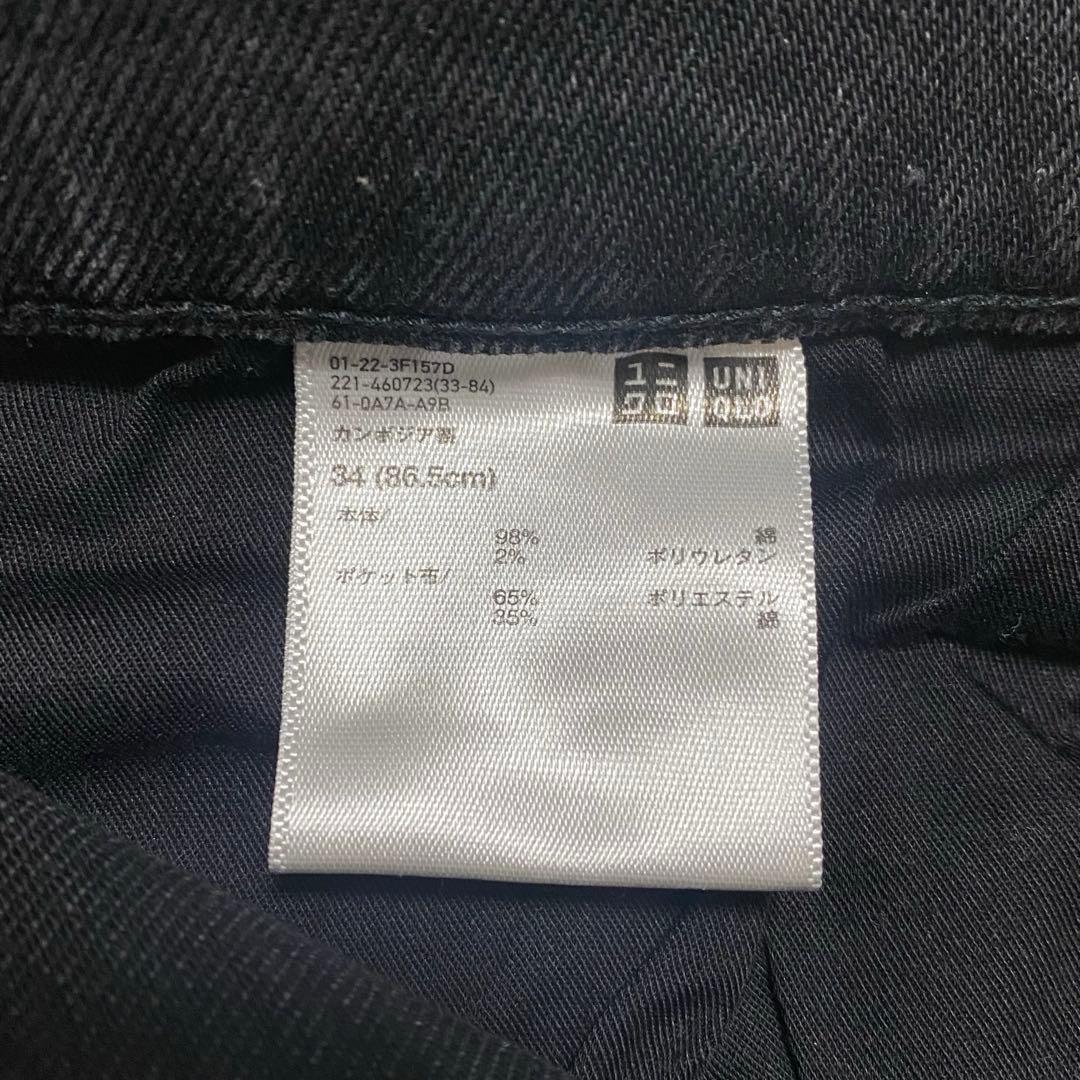 01-22-3F157D
221-460723(33-84)
61-0A7A-A9B
ユニ
クロ
UNI
QLO
カンボジア製
34 (86.5cm)
本体/
98% 綿
2% ポリウレタン
ポケット布/
65% ポリエステル
35% 綿